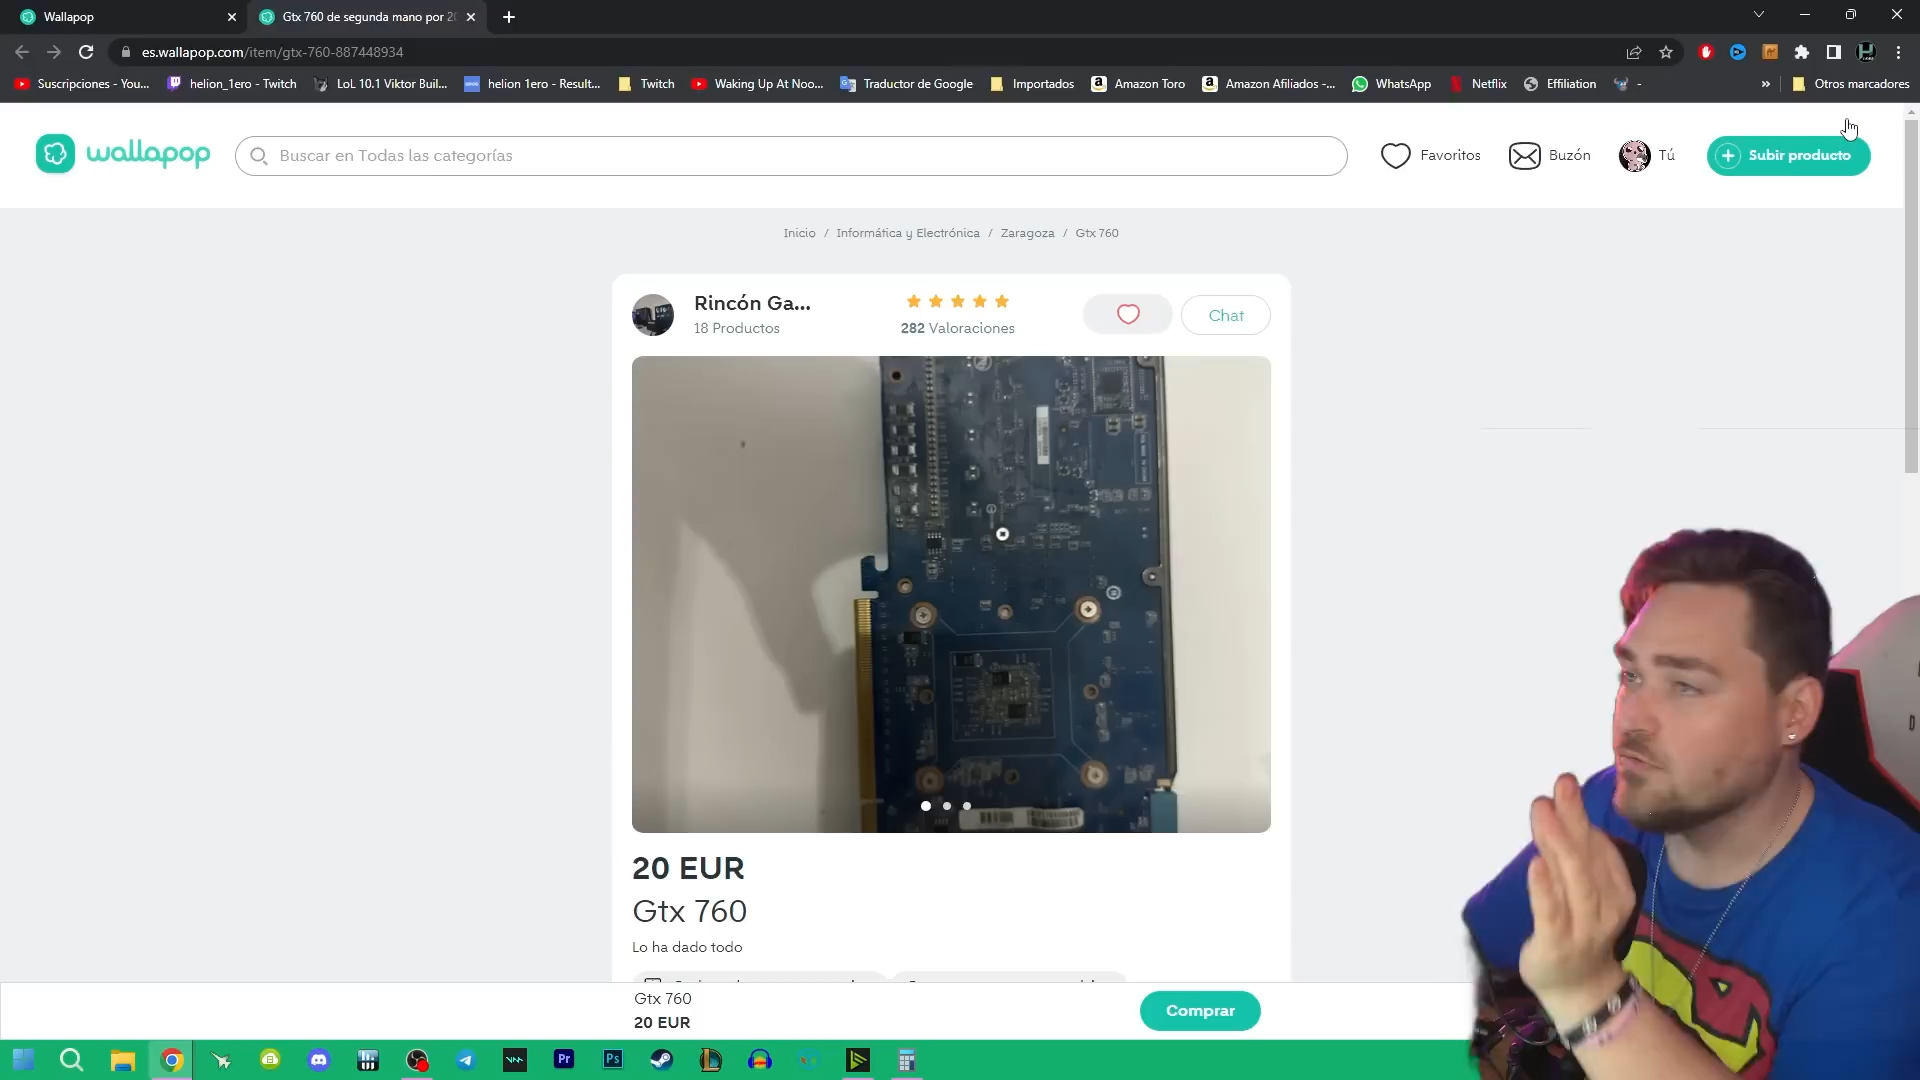 Wallapop
Gtx 760 de segunda mano por 20
es.wallapop.com/item/gtx-760-887448934
Suscripciones - You...
helion_1ero - Twitch
LoL 10.1 Viktor Buil...
helion 1ero - Result...
Twitch
Waking Up At Noo...
Traductor de Google
Importados
Amazon Toro
Amazon Afiliados -...
WhatsApp
Netflix
Effiliation
-
»
Otros marcadores
wallapop
Buscar en Todas las categorías
Favoritos
Buzón
Tú
Subir producto
Inicio / Informática y Electrónica / Zaragoza / Gtx 760
Rincón Ga...
18 Productos
282 Valoraciones
Chat
20 EUR
Gtx 760
Lo ha dado todo
Gtx 760
20 EUR
Comprar
Pr
Ps